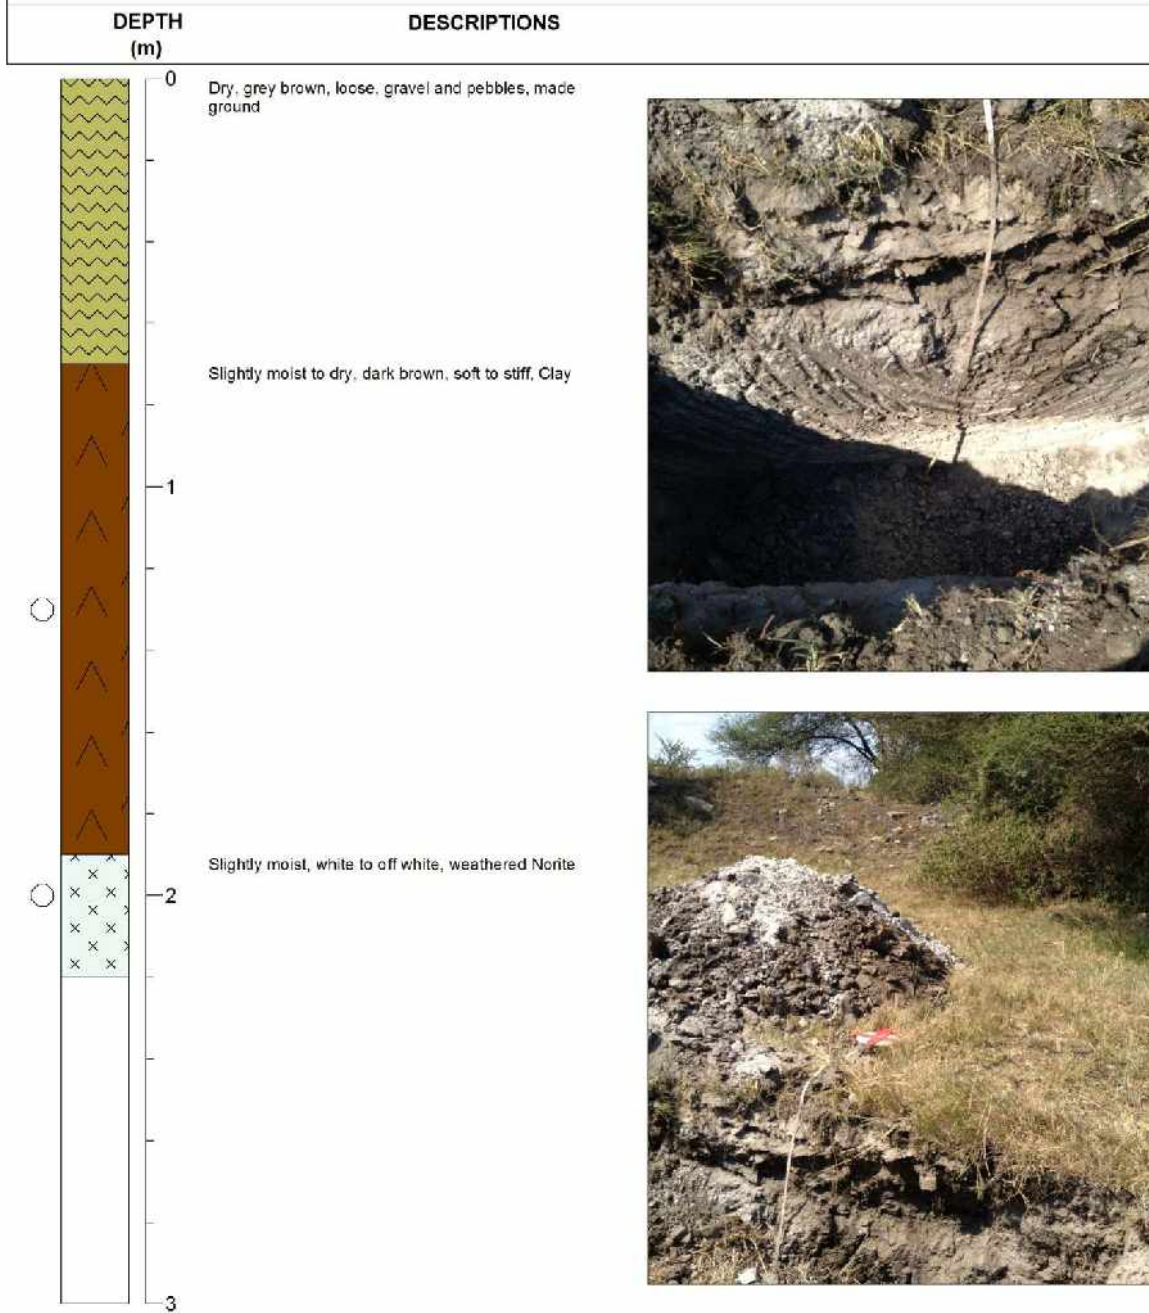 DEPTH
(m)
DESCRIPTIONS
0
Dry, grey brown, loose, gravel and pebbles, made
ground
Slightly moist to dry, dark brown, soft to stiff, Clay
1
Slightly moist, white to off white, weathered Norite
2
3